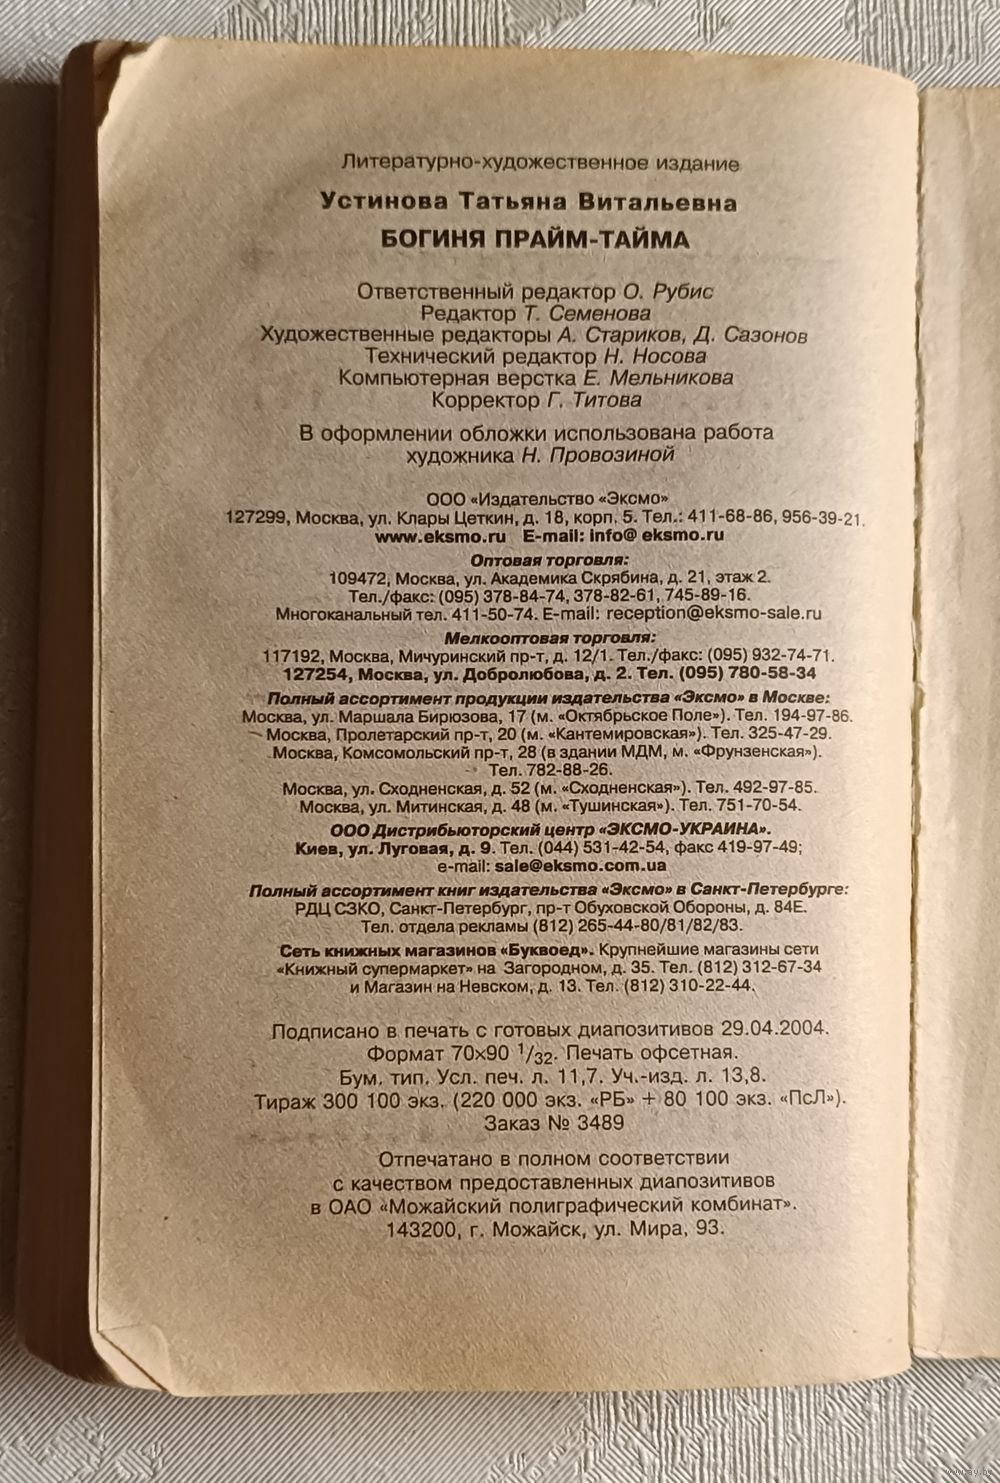 Литературно-художественное издание
Устинова Татьяна Витальевна
БОГИНЯ ПРАЙМ-ТАЙМА
Ответственный редактор О. Рубис
Редактор Т. Семенова
Художественные редакторы А. Стариков, Д. Сазонов
Технический редактор Н. Носова
Компьютерная верстка Е. Мельникова
Корректор Г. Титова
В оформлении обложки использована работа
художника Н. Провозиной
ООО «Издательство «Эксмо»
127299, Москва, ул. Клары Цеткин, д. 18, корп. 5. Тел.: 411-68-86, 956-39-21.
www.eksmo.ru E-mail: info@ eksmo.ru
Оптовая торговля:
109472, Москва, ул. Академика Скрябина, д. 21, этаж 2.
Тел./факс: (095) 378-84-74, 378-82-61, 745-89-16.
Многоканальный тел. 411-50-74. E-mail: reception@eksmo-sale.ru
Мелкооптовая торговля:
117192, Москва, Мичуринский пр-т, д. 12/1. Тел./факс: (095) 932-74-71.
127254, Москва, ул. Добролюбова, д. 2. Тел. (095) 780-58-34
Полный ассортимент продукции издательства «Эксмо» в Москве:
Москва, ул. Маршала Бирюзова, 17 (м. «Октябрьское Поле»). Тел. 194-97-86.
Москва, Пролетарский пр-т, 20 (м. «Кантемировская»). Тел. 325-47-29.
Москва, Комсомольский пр-т, 28 (в здании МДМ, м. «Фрунзенская»).
Тел. 782-88-26.
Москва, ул. Сходненская, д. 52 (м. «Сходненская»). Тел. 492-97-85.
Москва, ул. Митинская, д. 48 (м. «Тушинская»). Тел. 751-70-54.
ООО Дистрибьюторский центр «ЭКСМО-УКРАИНА».
Киев, ул. Луговая, д. 9. Тел. (044) 531-42-54, факс 419-97-49;
e-mail: sale@eksmo.com.ua
Полный ассортимент книг издательства «Эксмо» в Санкт-Петербурге:
РДЦ СЗКО, Санкт-Петербург, пр-т Обуховской Обороны, д. 84Е.
Тел. отдела рекламы (812) 265-44-80/81/82/83.
Сеть книжных магазинов «Буквоед». Крупнейшие магазины сети
«Книжный супермаркет» на Загородном, д. 35. Тел. (812) 312-67-34
и Магазин на Невском, д. 13. Тел. (812) 310-22-44.
Подписано в печать с готовых диапозитивов 29.04.2004.
Формат 70×90 1/32. Печать офсетная.
Бум. тип. Усл. печ. л. 11,7. Уч.-изд. л. 13,8.
Тираж 300 100 экз. (220 000 экз. «РБ» + 80 100 экз. «ПсЛ»).
Заказ № 3489
Отпечатано в полном соответствии
с качеством предоставленных диапозитивов
в ОАО «Можайский полиграфический комбинат».
143200, г. Можайск, ул. Мира, 93.